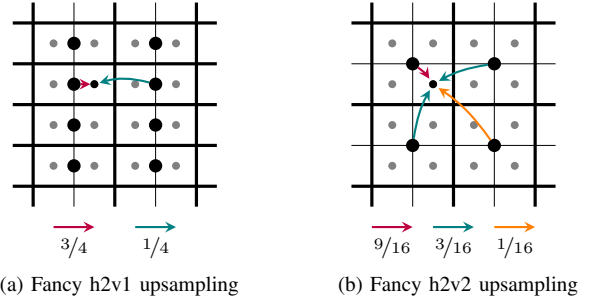 3/4 1/4 9/16 3/16 1/16
(a) Fancy h2v1 upsampling (b) Fancy h2v2 upsampling